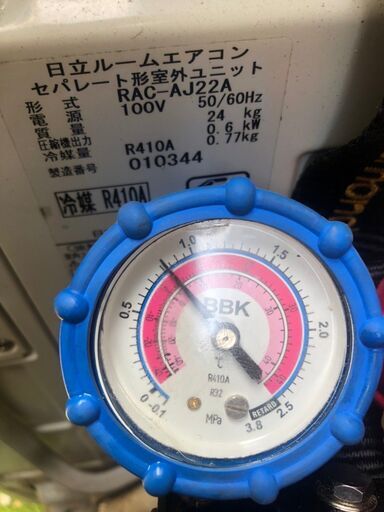 日立ルームエアコン
セパレート形室外ユニット
形式 RAC-AJ22A
電源 100V 50/60Hz
質量 24 kg
圧縮機出力 0.6 kW
冷媒量 R410A 0.77kg
製造番号 010344
冷媒 R410A
BBK
℃
R410A
R32
MPa
-0.1
0
0.5
1.0
1.5
2.0
2.5
3.8
RETARD